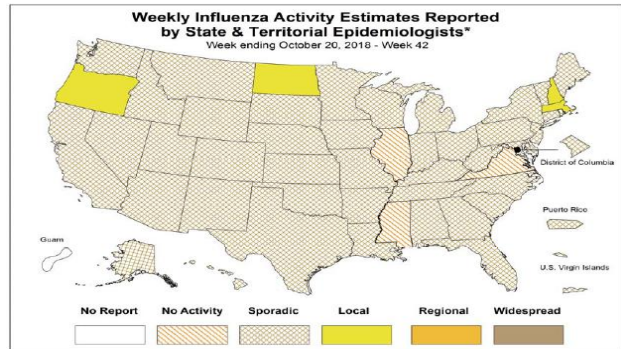 Weekly Influenza Activity Estimates Reported
by State & Territorial Epidemiologists*
Week ending October 20, 2018 - Week 42
District of Columbia
Puerto Rico
Guam
U.S. Virgin Islands
No Report No Activity Sporadic Local Regional Widespread